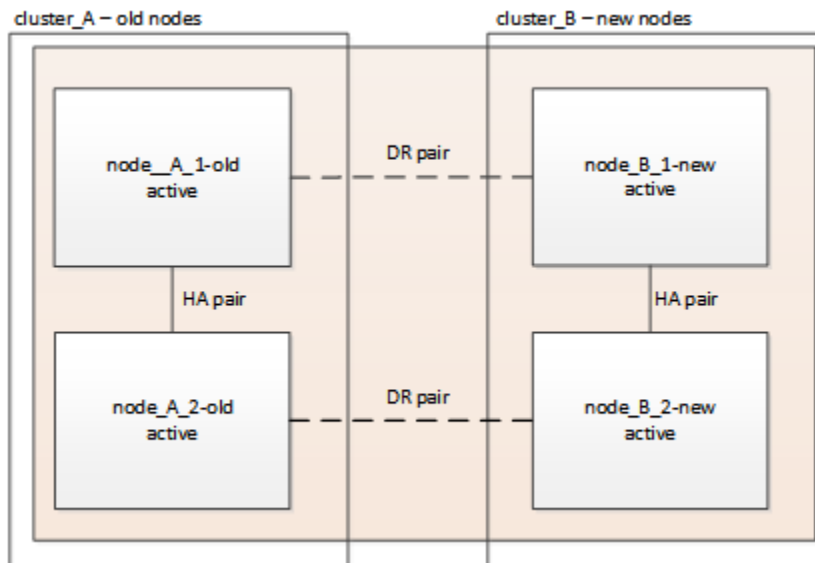 cluster_A – old nodes
cluster_B – new nodes
node__A_1-old
active
DR pair
node_B_1-new
active
HA pair
HA pair
node_A_2-old
active
DR pair
node_B_2-new
active